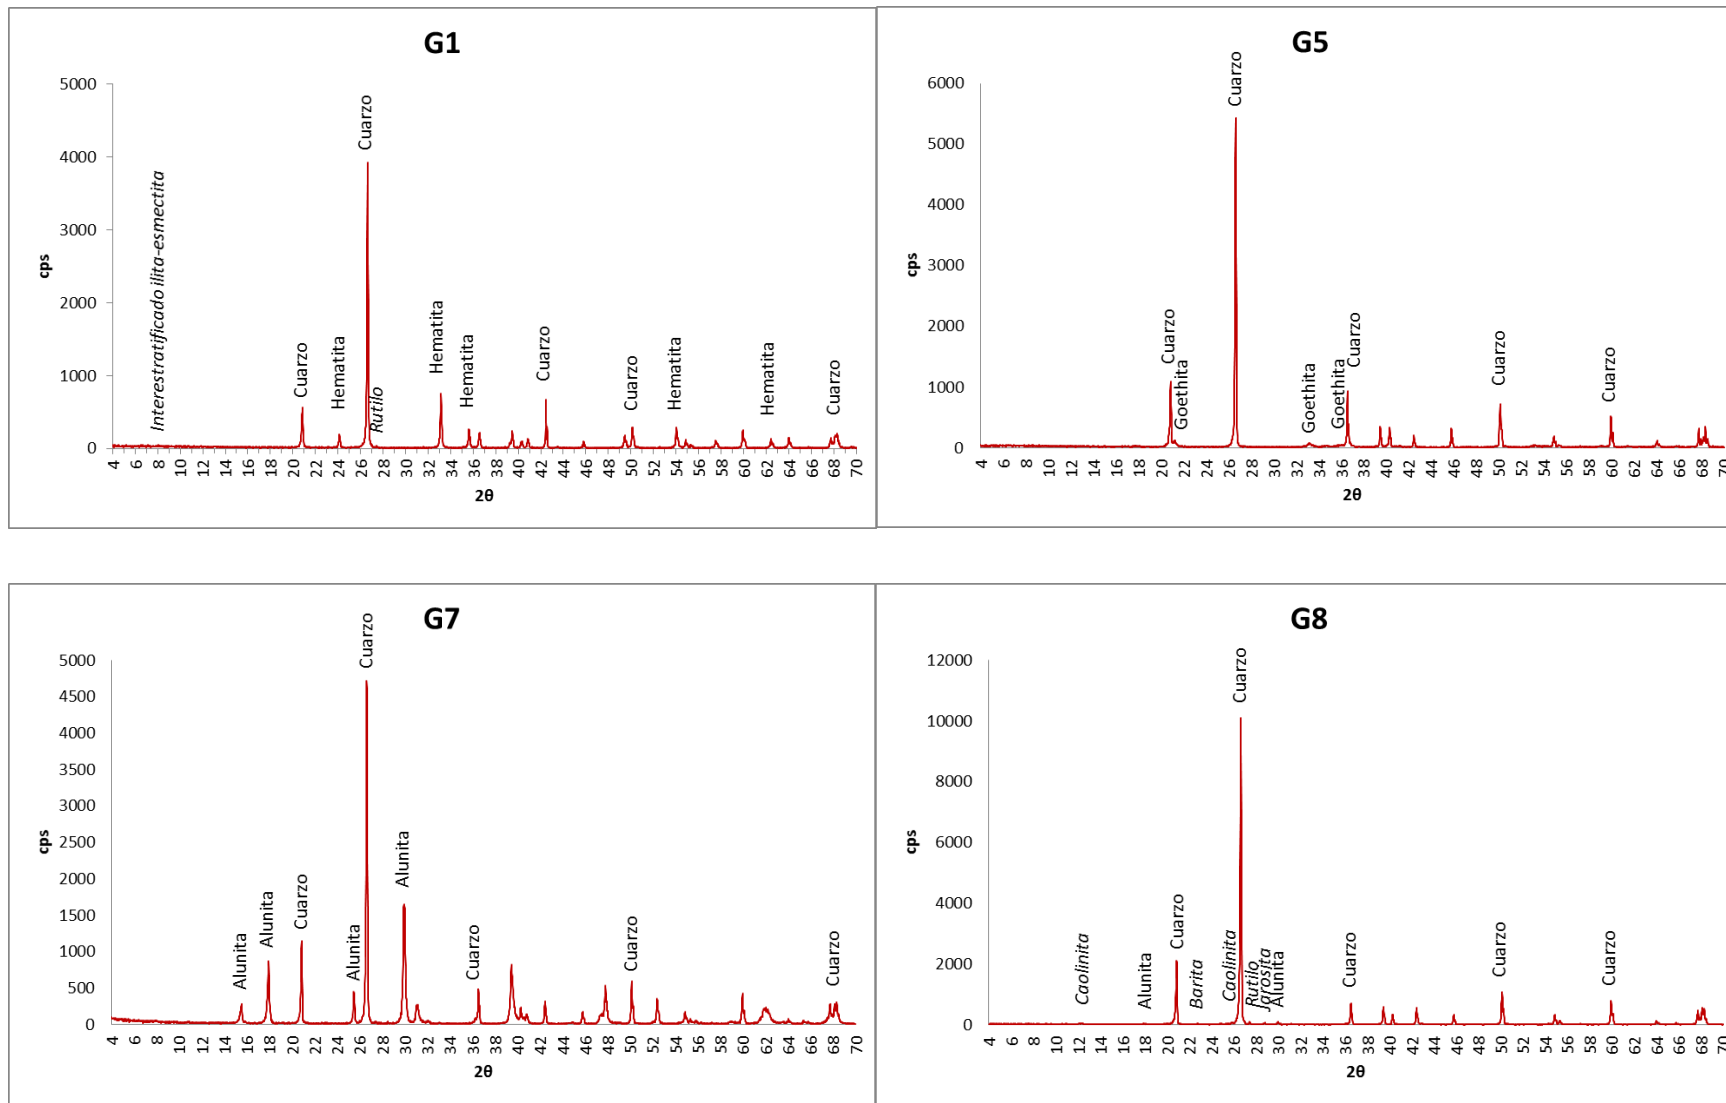 G1
5000
4000
3000
2000
1000
0
cps
Interestratificado ilita-esmectita
Cuarzo
Hematita
Cuarzo
Rutilo
Hematita
Hematita
Cuarzo
Cuarzo
Hematita
Hematita
Cuarzo
4 6 8 10 12 14 16 18 20 22 24 26 28 30 32 34 36 38 40 42 44 46 48 50 52 54 56 58 60 62 64 66 68 70
2θ
G5
6000
5000
4000
3000
2000
1000
0
cps
Cuarzo
Goethita
Cuarzo
Goethita
Goethita
Cuarzo
Cuarzo
Cuarzo
4 6 8 10 12 14 16 18 20 22 24 26 28 30 32 34 36 38 40 42 44 46 48 50 52 54 56 58 60 62 64 66 68 70
2θ
G7
5000
4500
4000
3500
3000
2500
2000
1500
1000
500
0
cps
Alunita
Alunita
Cuarzo
Alunita
Cuarzo
Alunita
Cuarzo
Cuarzo
Cuarzo
4 6 8 10 12 14 16 18 20 22 24 26 28 30 32 34 36 38 40 42 44 46 48 50 52 54 56 58 60 62 64 66 68 70
2θ
G8
12000
10000
8000
6000
4000
2000
0
cps
Caolinita
Alunita
Cuarzo
Barita
Caolinita
Cuarzo
Rutilo
Jarosita
Alunita
Cuarzo
Cuarzo
Cuarzo
4 6 8 10 12 14 16 18 20 22 24 26 28 30 32 34 36 38 40 42 44 46 48 50 52 54 56 58 60 62 64 66 68 70
2θ